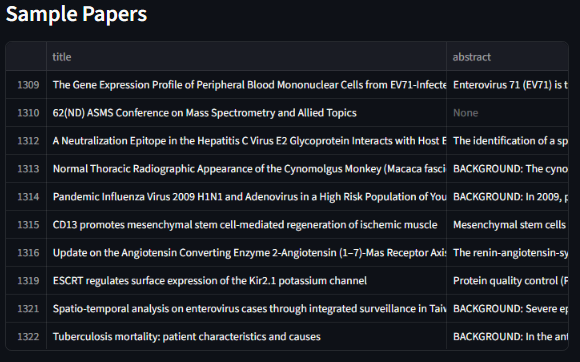 Sample Papers
title abstract
1309 The Gene Expression Profile of Peripheral Blood Mononuclear Cells from EV71-Infecte Enterovirus 71 (EV71) is t
1310 62(ND) ASMS Conference on Mass Spectrometry and Allied Topics None
1312 A Neutralization Epitope in the Hepatitis C Virus E2 Glycoprotein Interacts with Host E The identification of a sp
1313 Normal Thoracic Radiographic Appearance of the Cynomolgus Monkey (Macaca fasci BACKGROUND: The cyno
1314 Pandemic Influenza Virus 2009 H1N1 and Adenovirus in a High Risk Population of You BACKGROUND: In 2009, p
1315 CD13 promotes mesenchymal stem cell-mediated regeneration of ischemic muscle Mesenchymal stem cells
1316 Update on the Angiotensin Converting Enzyme 2-Angiotensin (1–7)-Mas Receptor Axis The renin-angiotensin-sy
1319 ESCRT regulates surface expression of the Kir2.1 potassium channel Protein quality control (P
1321 Spatio-temporal analysis on enterovirus cases through integrated surveillance in Taiw BACKGROUND: Severe ep
1322 Tuberculosis mortality: patient characteristics and causes BACKGROUND: In the ant